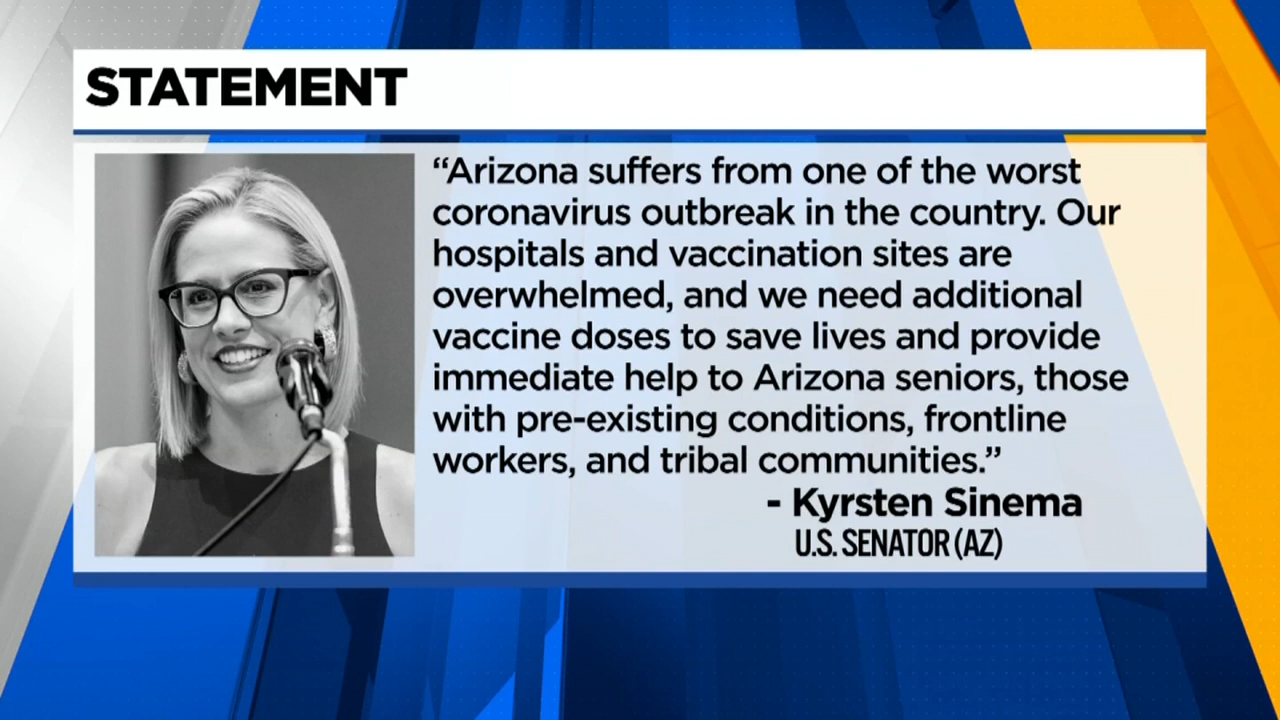 STATEMENT
“Arizona suffers from one of the worst
coronavirus outbreak in the country. Our
hospitals and vaccination sites are
overwhelmed, and we need additional
vaccine doses to save lives and provide
immediate help to Arizona seniors, those
with pre-existing conditions, frontline
workers, and tribal communities.”
- Kyrsten Sinema
U.S. SENATOR (AZ)